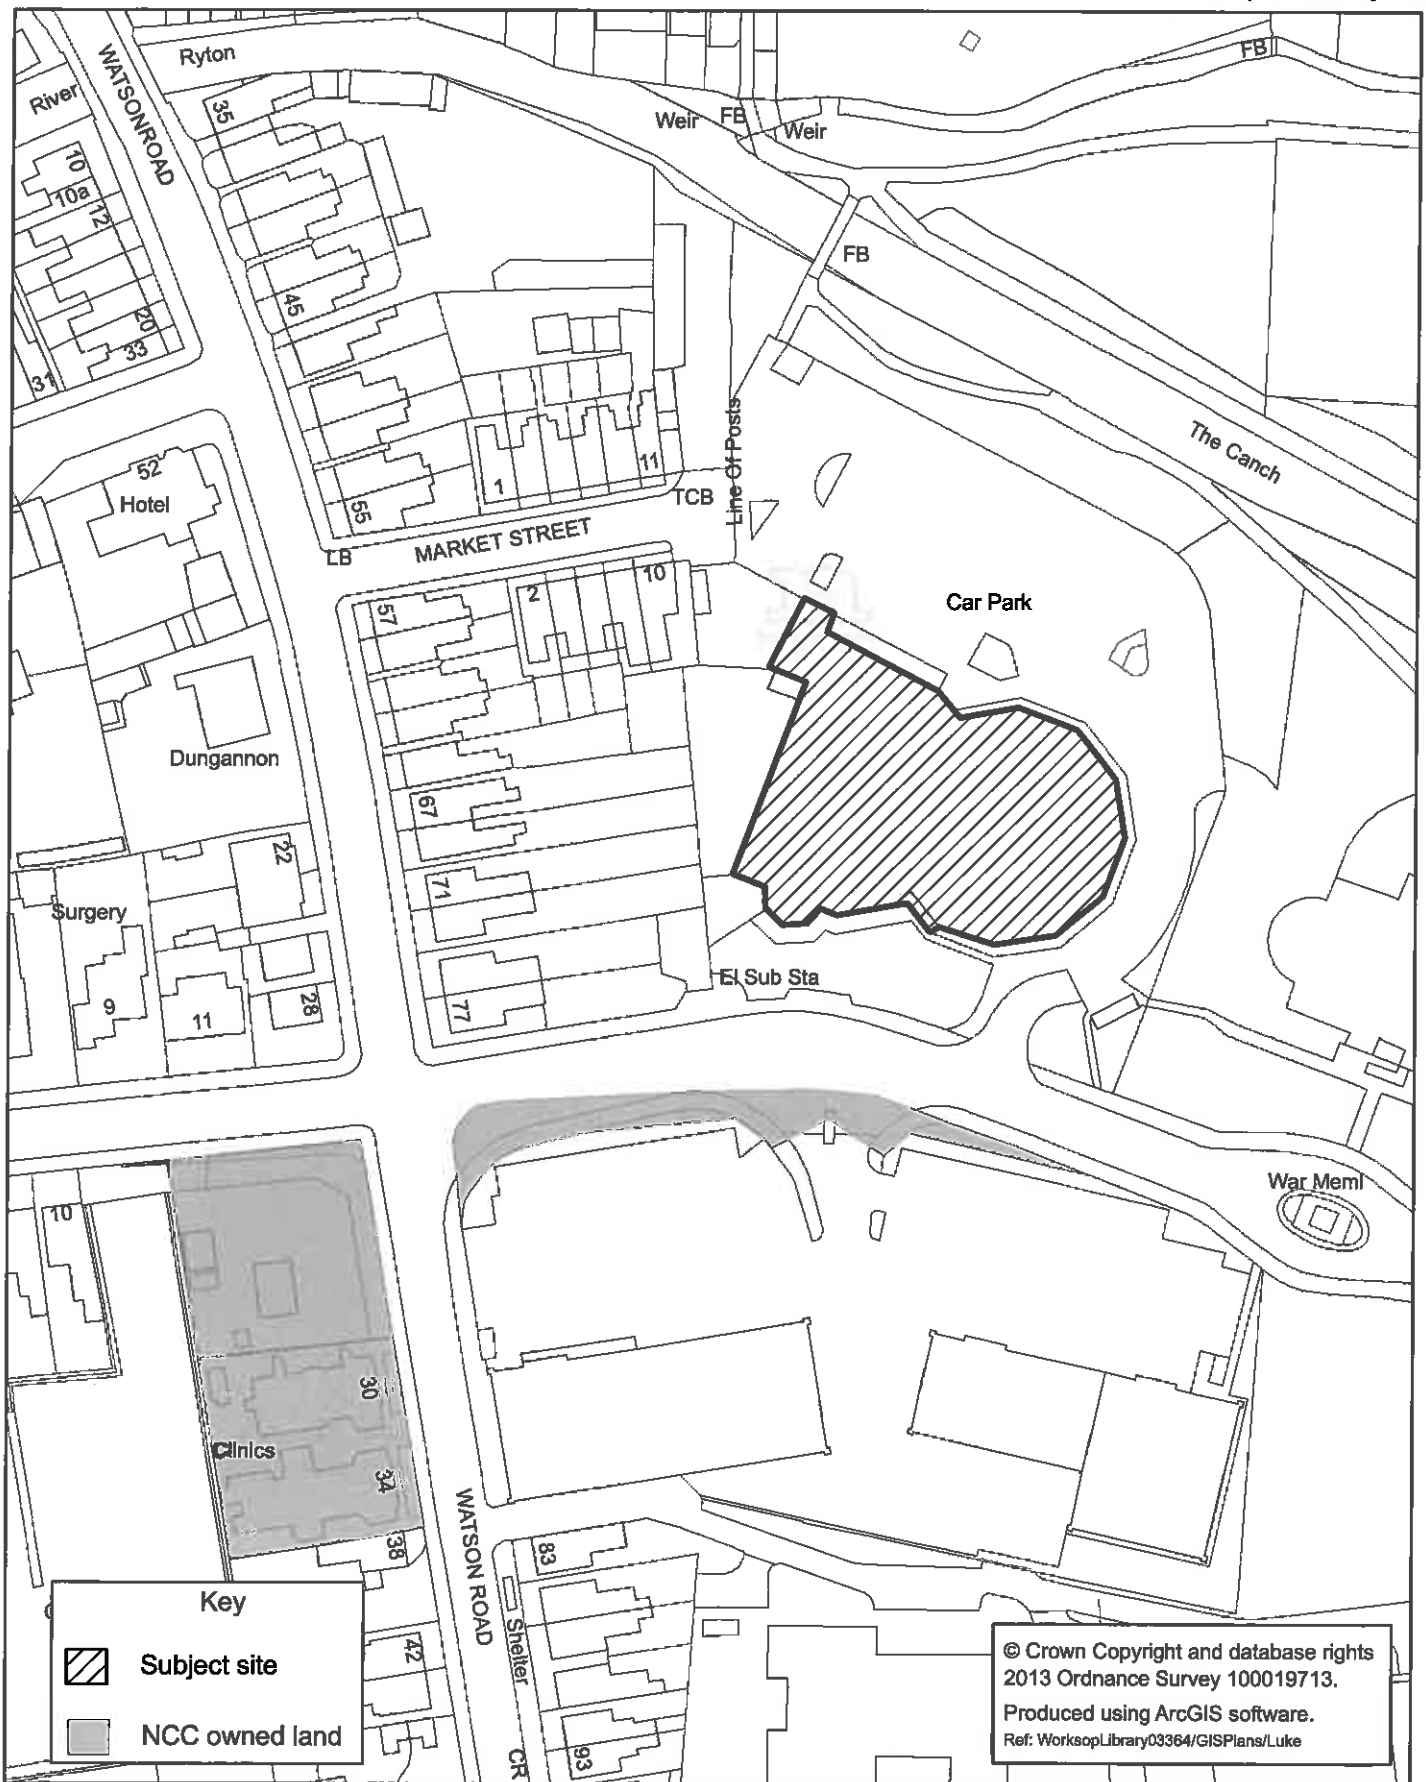 Ryton
FB
WATSONROAD
River
35
Weir
FB
Weir
10
10a
12
FB
45
20
33
31
The Canch
Line Of Posts
52
11
Hotel
1
TCB
55
MARKET STREET
LB
10
2
57
Car Park
Dungannon
67
22
71
Surgery
El Sub Sta
9
11
28
77
War Meml
10
30
Clinics
34
WATSON ROAD
38
83
Shelter
42
CR
93
Key
Subject site
NCC owned land
© Crown Copyright and database rights
2013 Ordnance Survey 100019713.
Produced using ArcGIS software.
Ref: WorksopLibrary03364/GISPlans/Luke